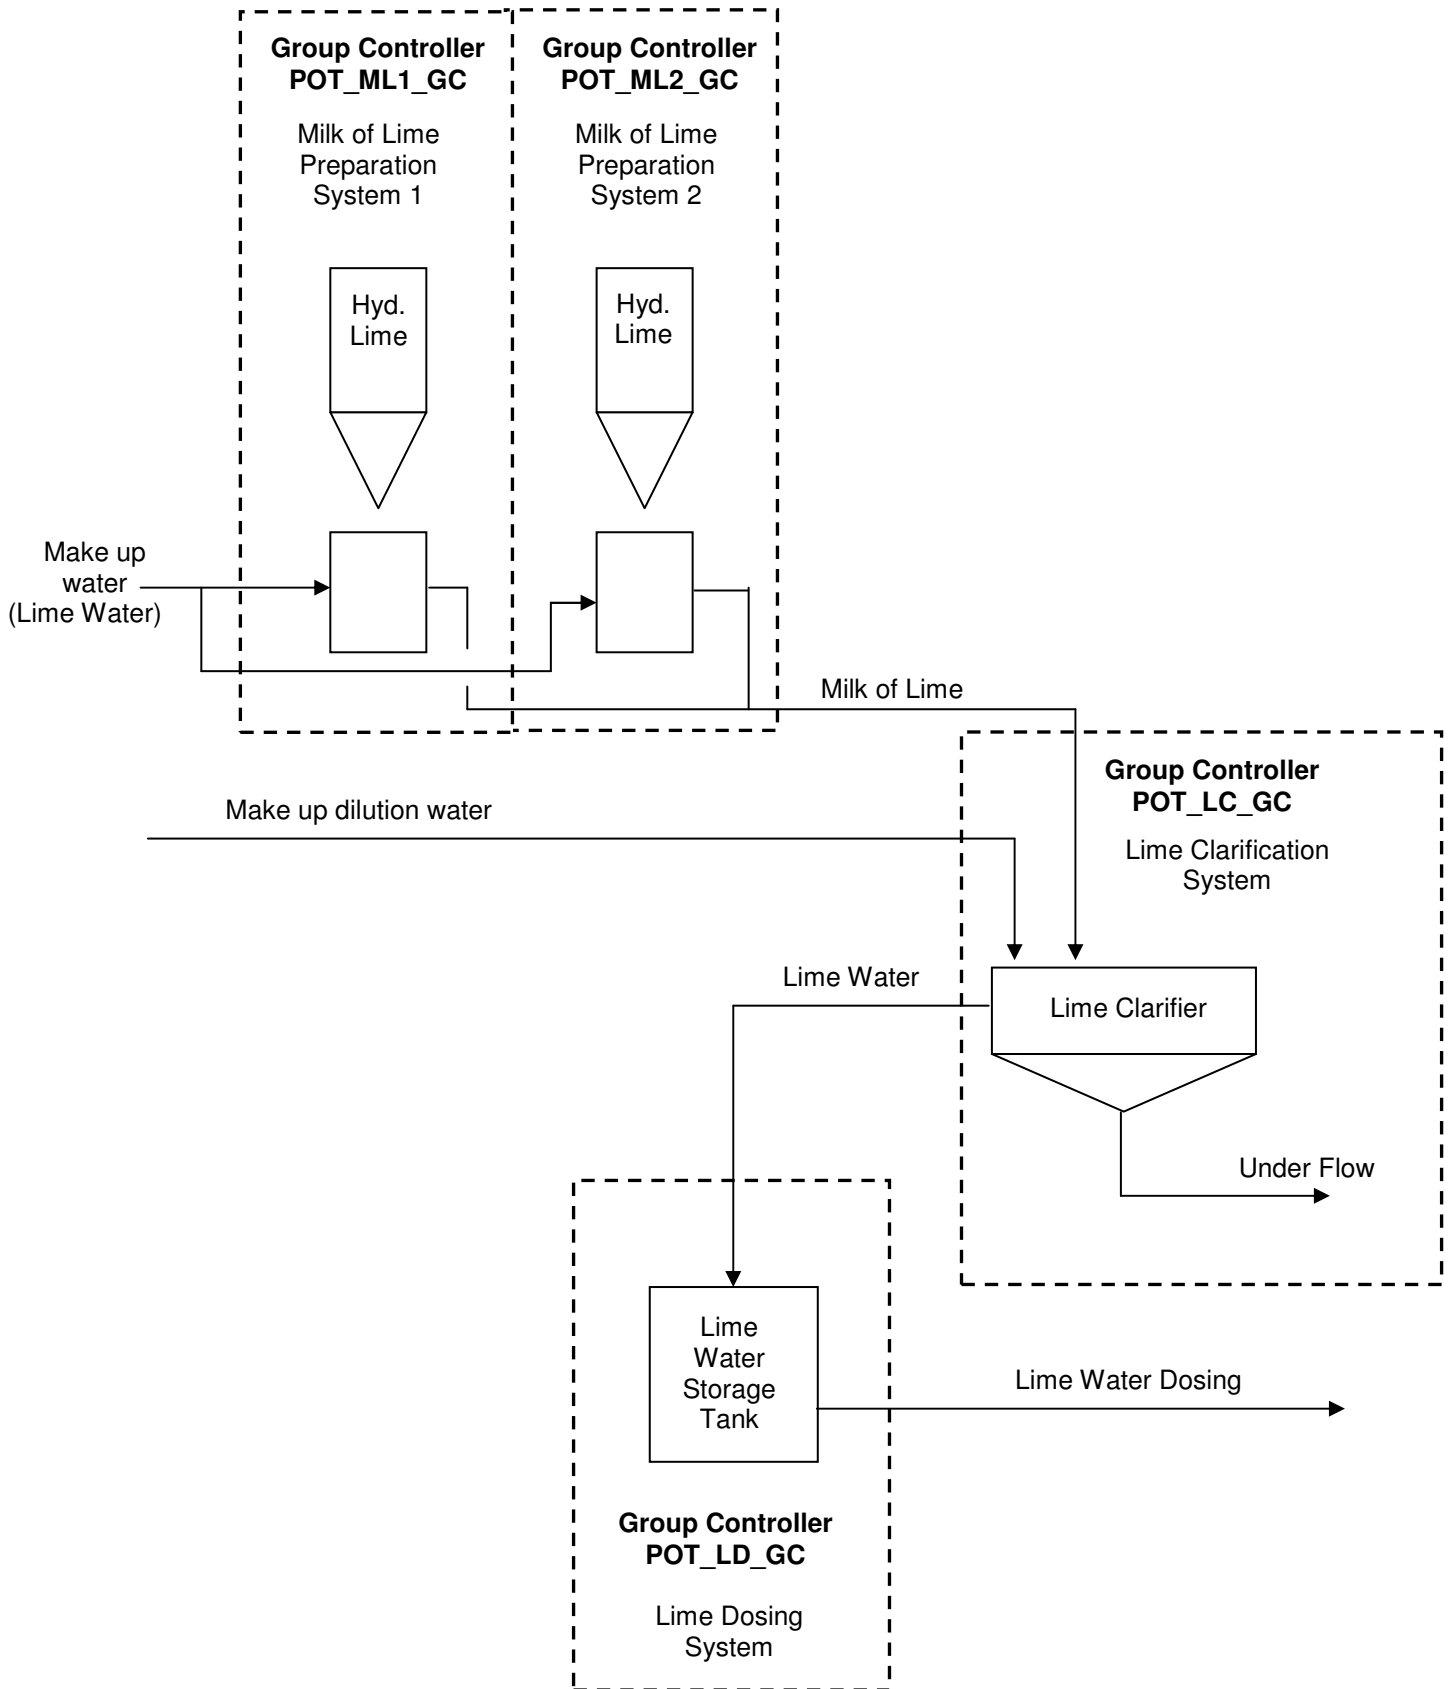 Group Controller
POT_ML1_GC
Milk of Lime
Preparation
System 1
Group Controller
POT_ML2_GC
Milk of Lime
Preparation
System 2
Hyd.
Lime
Hyd.
Lime
Make up
water
(Lime Water)
Milk of Lime
Make up dilution water
Group Controller
POT_LC_GC
Lime Clarification
System
Lime Water
Lime Clarifier
Under Flow
Lime
Water
Storage
Tank
Lime Water Dosing
Group Controller
POT_LD_GC
Lime Dosing
System